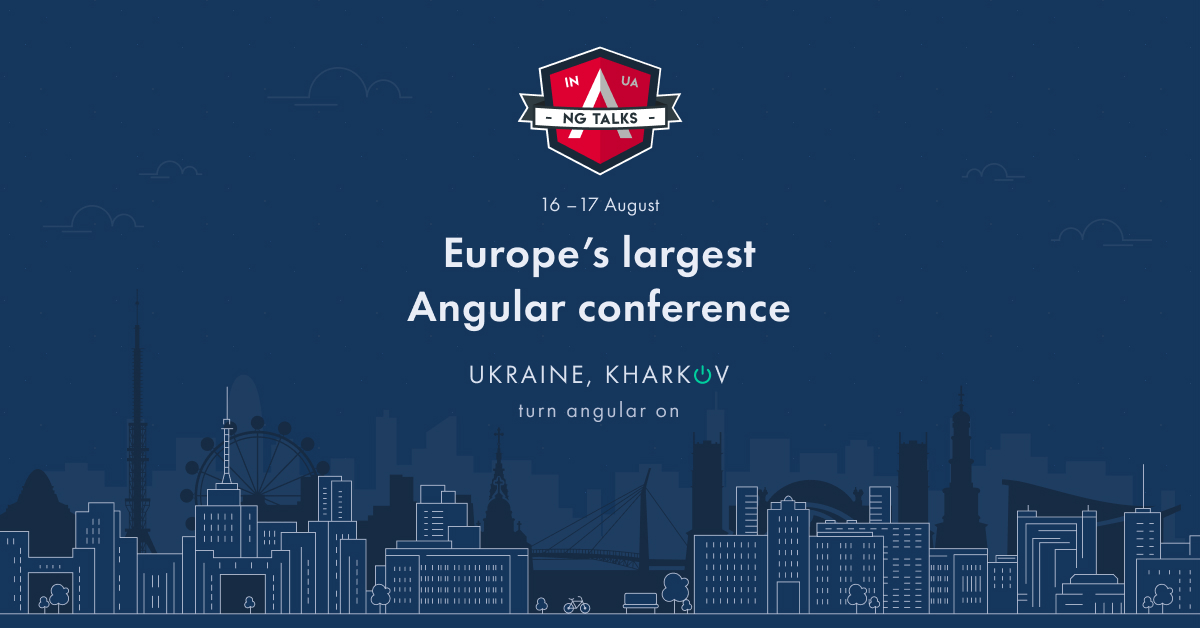 IN UA
- NG TALKS -
16 – 17 August
Europe’s largest
Angular conference
UKRAINE, KHARKOV
turn angular on